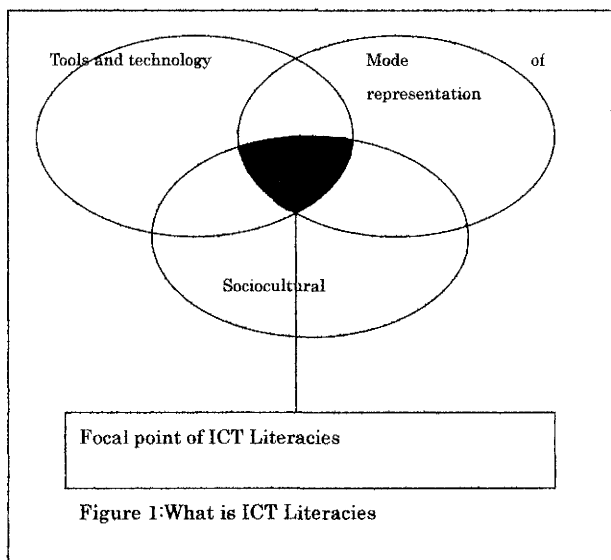 Tools and technology
Mode of
representation
Sociocultural
Focal point of ICT Literacies
Figure 1:What is ICT Literacies